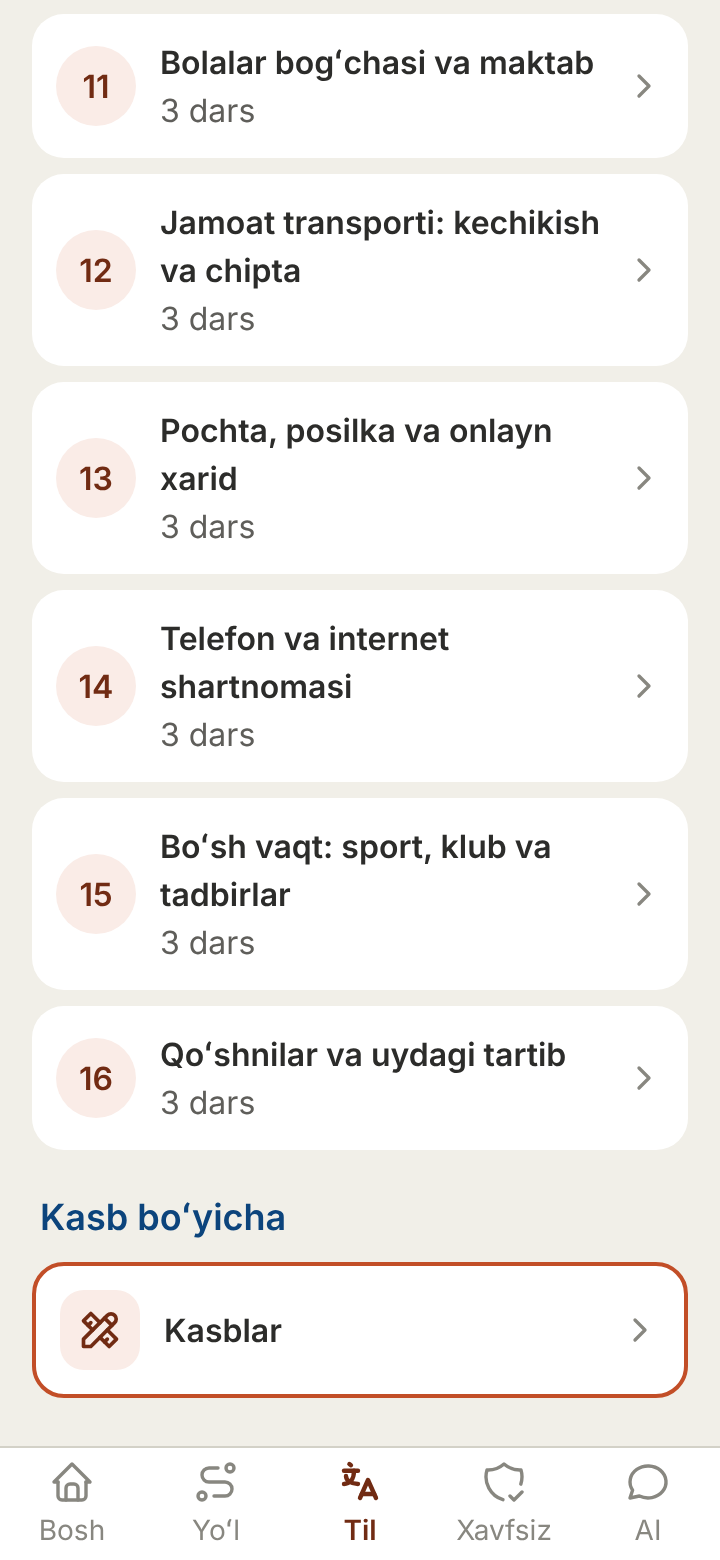 11
Bolalar bogʻchasi va maktab
3 dars
12
Jamoat transporti: kechikish
va chipta
3 dars
13
Pochta, posilka va onlayn
xarid
3 dars
14
Telefon va internet
shartnomasi
3 dars
15
Boʻsh vaqt: sport, klub va
tadbirlar
3 dars
16
Qoʻshnilar va uydagi tartib
3 dars
Kasb boʻyicha
Kasblar
Bosh
Yoʻl
Til
Xavfsiz
AI